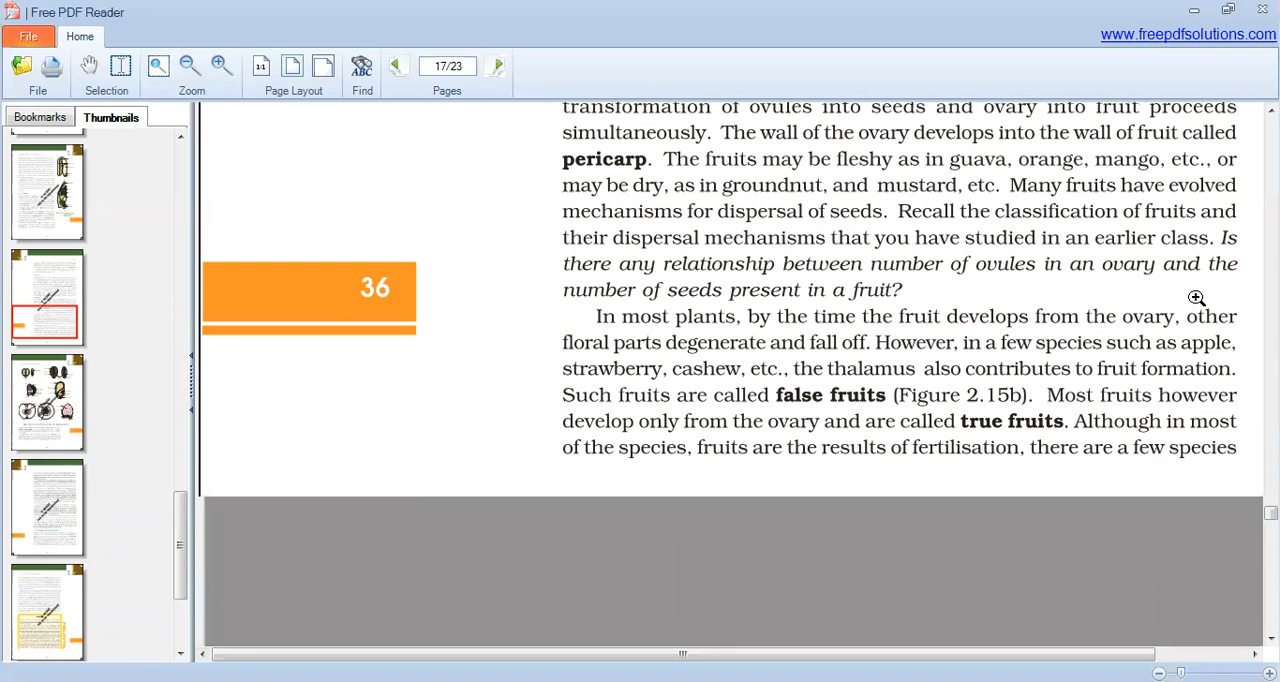 | Free PDF Reader
File
Home
www.freepdfsolutions.com
1:1
ABC
17/23
File
Selection
Zoom
Page Layout
Find
Pages
Bookmarks
Thumbnails
transformation of ovules into seeds and ovary into fruit proceeds
simultaneously. The wall of the ovary develops into the wall of fruit called
pericarp. The fruits may be fleshy as in guava, orange, mango, etc., or
may be dry, as in groundnut, and mustard, etc. Many fruits have evolved
mechanisms for dispersal of seeds. Recall the classification of fruits and
their dispersal mechanisms that you have studied in an earlier class. Is
there any relationship between number of ovules in an ovary and the
number of seeds present in a fruit?
36
In most plants, by the time the fruit develops from the ovary, other
floral parts degenerate and fall off. However, in a few species such as apple,
strawberry, cashew, etc., the thalamus also contributes to fruit formation.
Such fruits are called false fruits (Figure 2.15b). Most fruits however
develop only from the ovary and are called true fruits. Although in most
of the species, fruits are the results of fertilisation, there are a few species